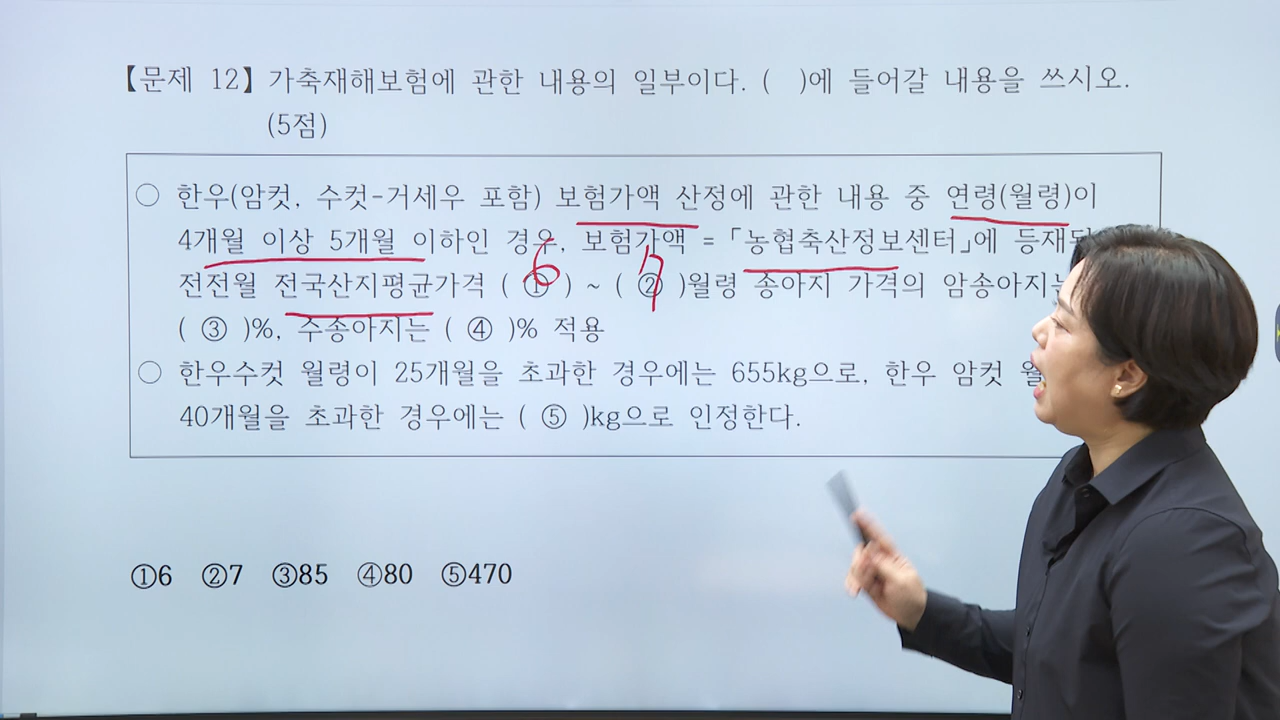 【문제 12】 가축재해보험에 관한 내용의 일부이다. ( )에 들어갈 내용을 쓰시오.
(5점)
○ 한우(암컷, 수컷-거세우 포함) 보험가액 산정에 관한 내용 중 연령(월령)이
4개월 이상 5개월 이하인 경우, 보험가액 = 「농협축산정보센터」에 등재된
전전월 전국산지평균가격 ( ① ) ~ ( ② )월령 송아지 가격의 암송아지는
( ③ )%, 수송아지는 ( ④ )% 적용
○ 한우수컷 월령이 25개월을 초과한 경우에는 655kg으로, 한우 암컷
40개월을 초과한 경우에는 ( ⑤ )kg으로 인정한다.
6 7
①6 ②7 ③85 ④80 ⑤470